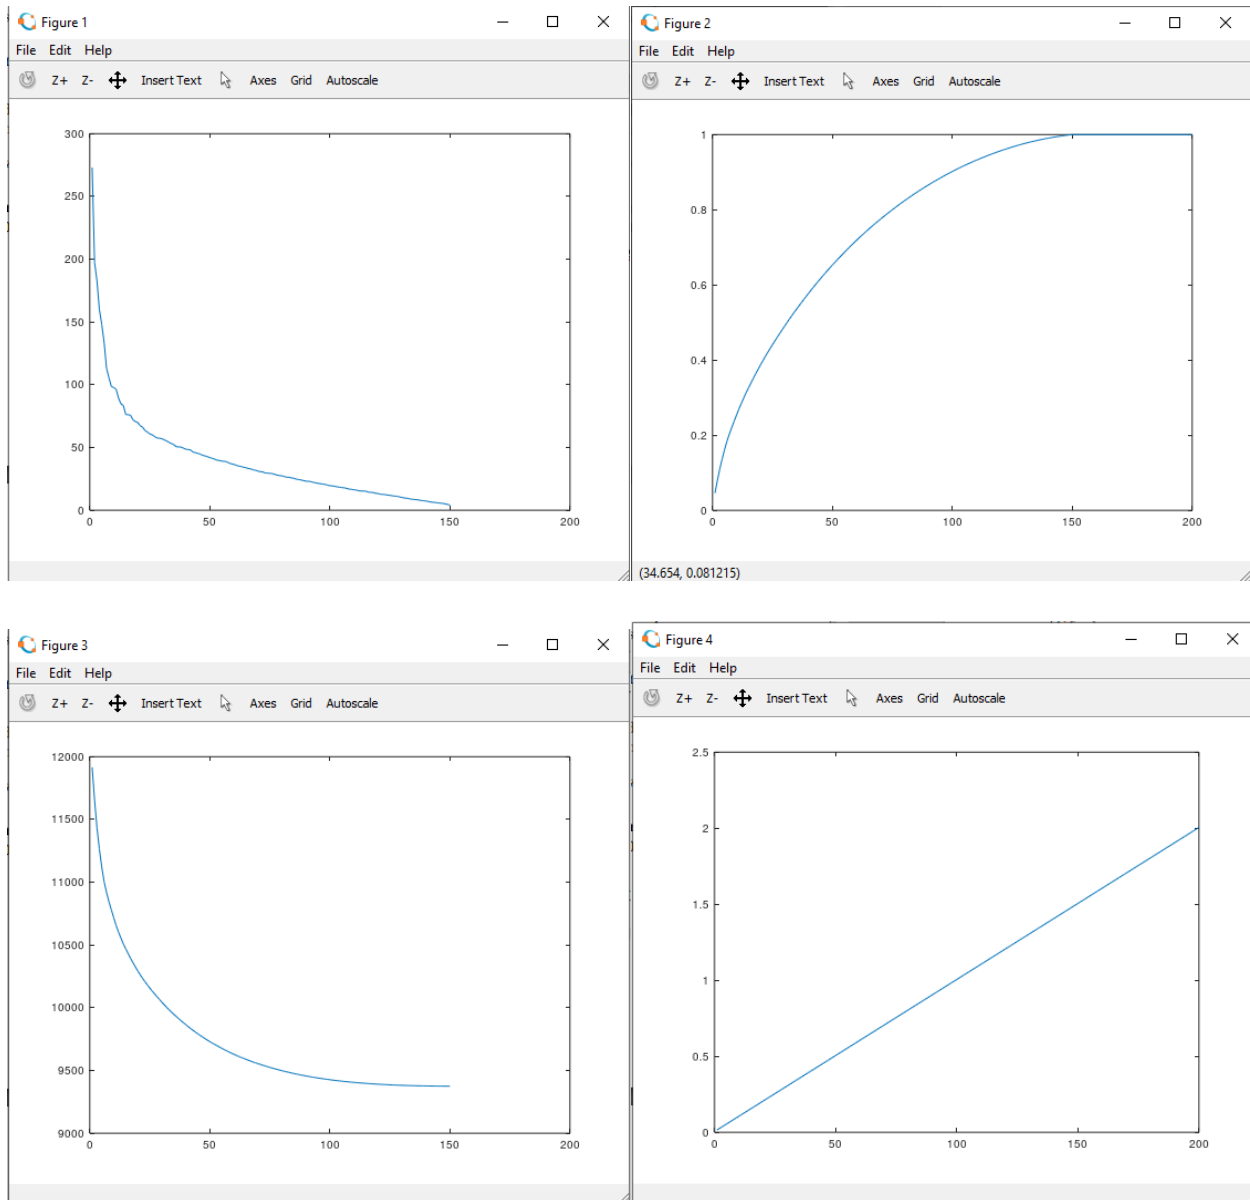 Figure 1
File Edit Help
Z+ Z- Insert Text Axes Grid Autoscale
300
250
200
150
100
50
0
0 50 100 150 200
Figure 2
File Edit Help
Z+ Z- Insert Text Axes Grid Autoscale
1
0.8
0.6
0.4
0.2
0
0 50 100 150 200
(34.654, 0.081215)
Figure 3
File Edit Help
Z+ Z- Insert Text Axes Grid Autoscale
12000
11500
11000
10500
10000
9500
9000
0 50 100 150 200
Figure 4
File Edit Help
Z+ Z- Insert Text Axes Grid Autoscale
2.5
2
1.5
1
0.5
0
0 50 100 150 200